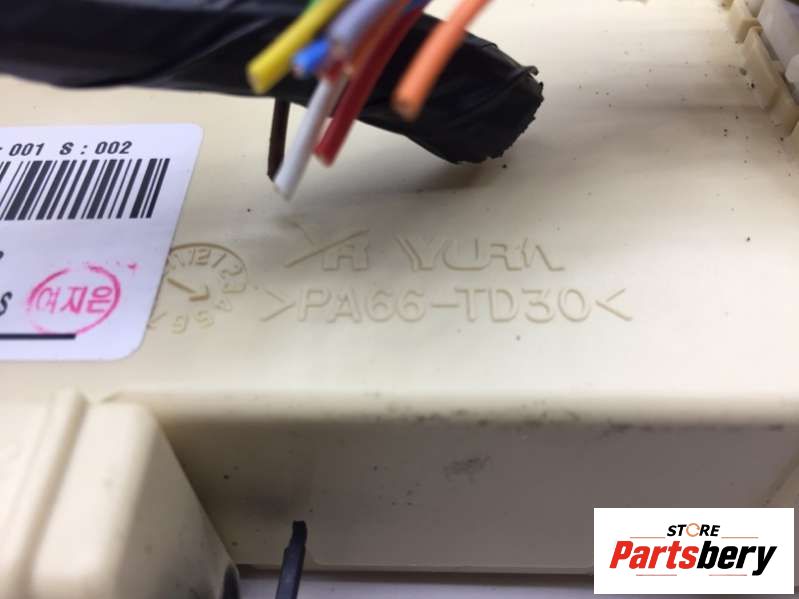 001 S: 002
YURA
>PA66-TD30<
여지은
S
STORE
Partsbery